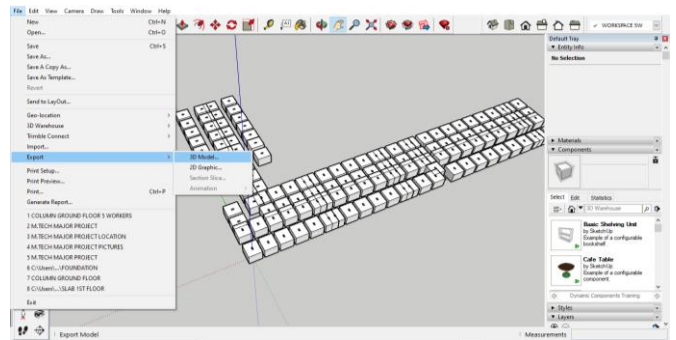 File Edit View Camera Draw Tools Window Help
New Ctrl+N
Open... Ctrl+O
Save Ctrl+S
Save As...
Save A Copy As...
Save As Template...
Revert
Send to LayOut...
Geo-location
3D Warehouse
Trimble Connect
Import...
Export
3D Model...
2D Graphic...
Section Slice...
Animation
Print Setup...
Print Preview...
Print... Ctrl+P
Generate Report...
1 COLUMN GROUND FLOOR 5 WORKERS
2 M.TECH MAJOR PROJECT
3 M.TECH MAJOR PROJECT LOCATION
4 M.TECH MAJOR PROJECT PICTURES
5 M.TECH MAJOR PROJECT
6 C:\Users\...\FOUNDATION
7 COLUMN GROUND FLOOR
8 C:\Users\...\SLAB 1ST FLOOR
Exit
Export Model
WORKSPACE SW
Default Tray
Entity Info
No Selection
Materials
Components
Select Edit Statistics
3D Warehouse
Basic Shelving Unit
by SketchUp
Example of a configurable
bookshelf
Cafe Table
by SketchUp
Example of a configurable
component.
Dynamic Components Training
Styles
Layers
Measurements